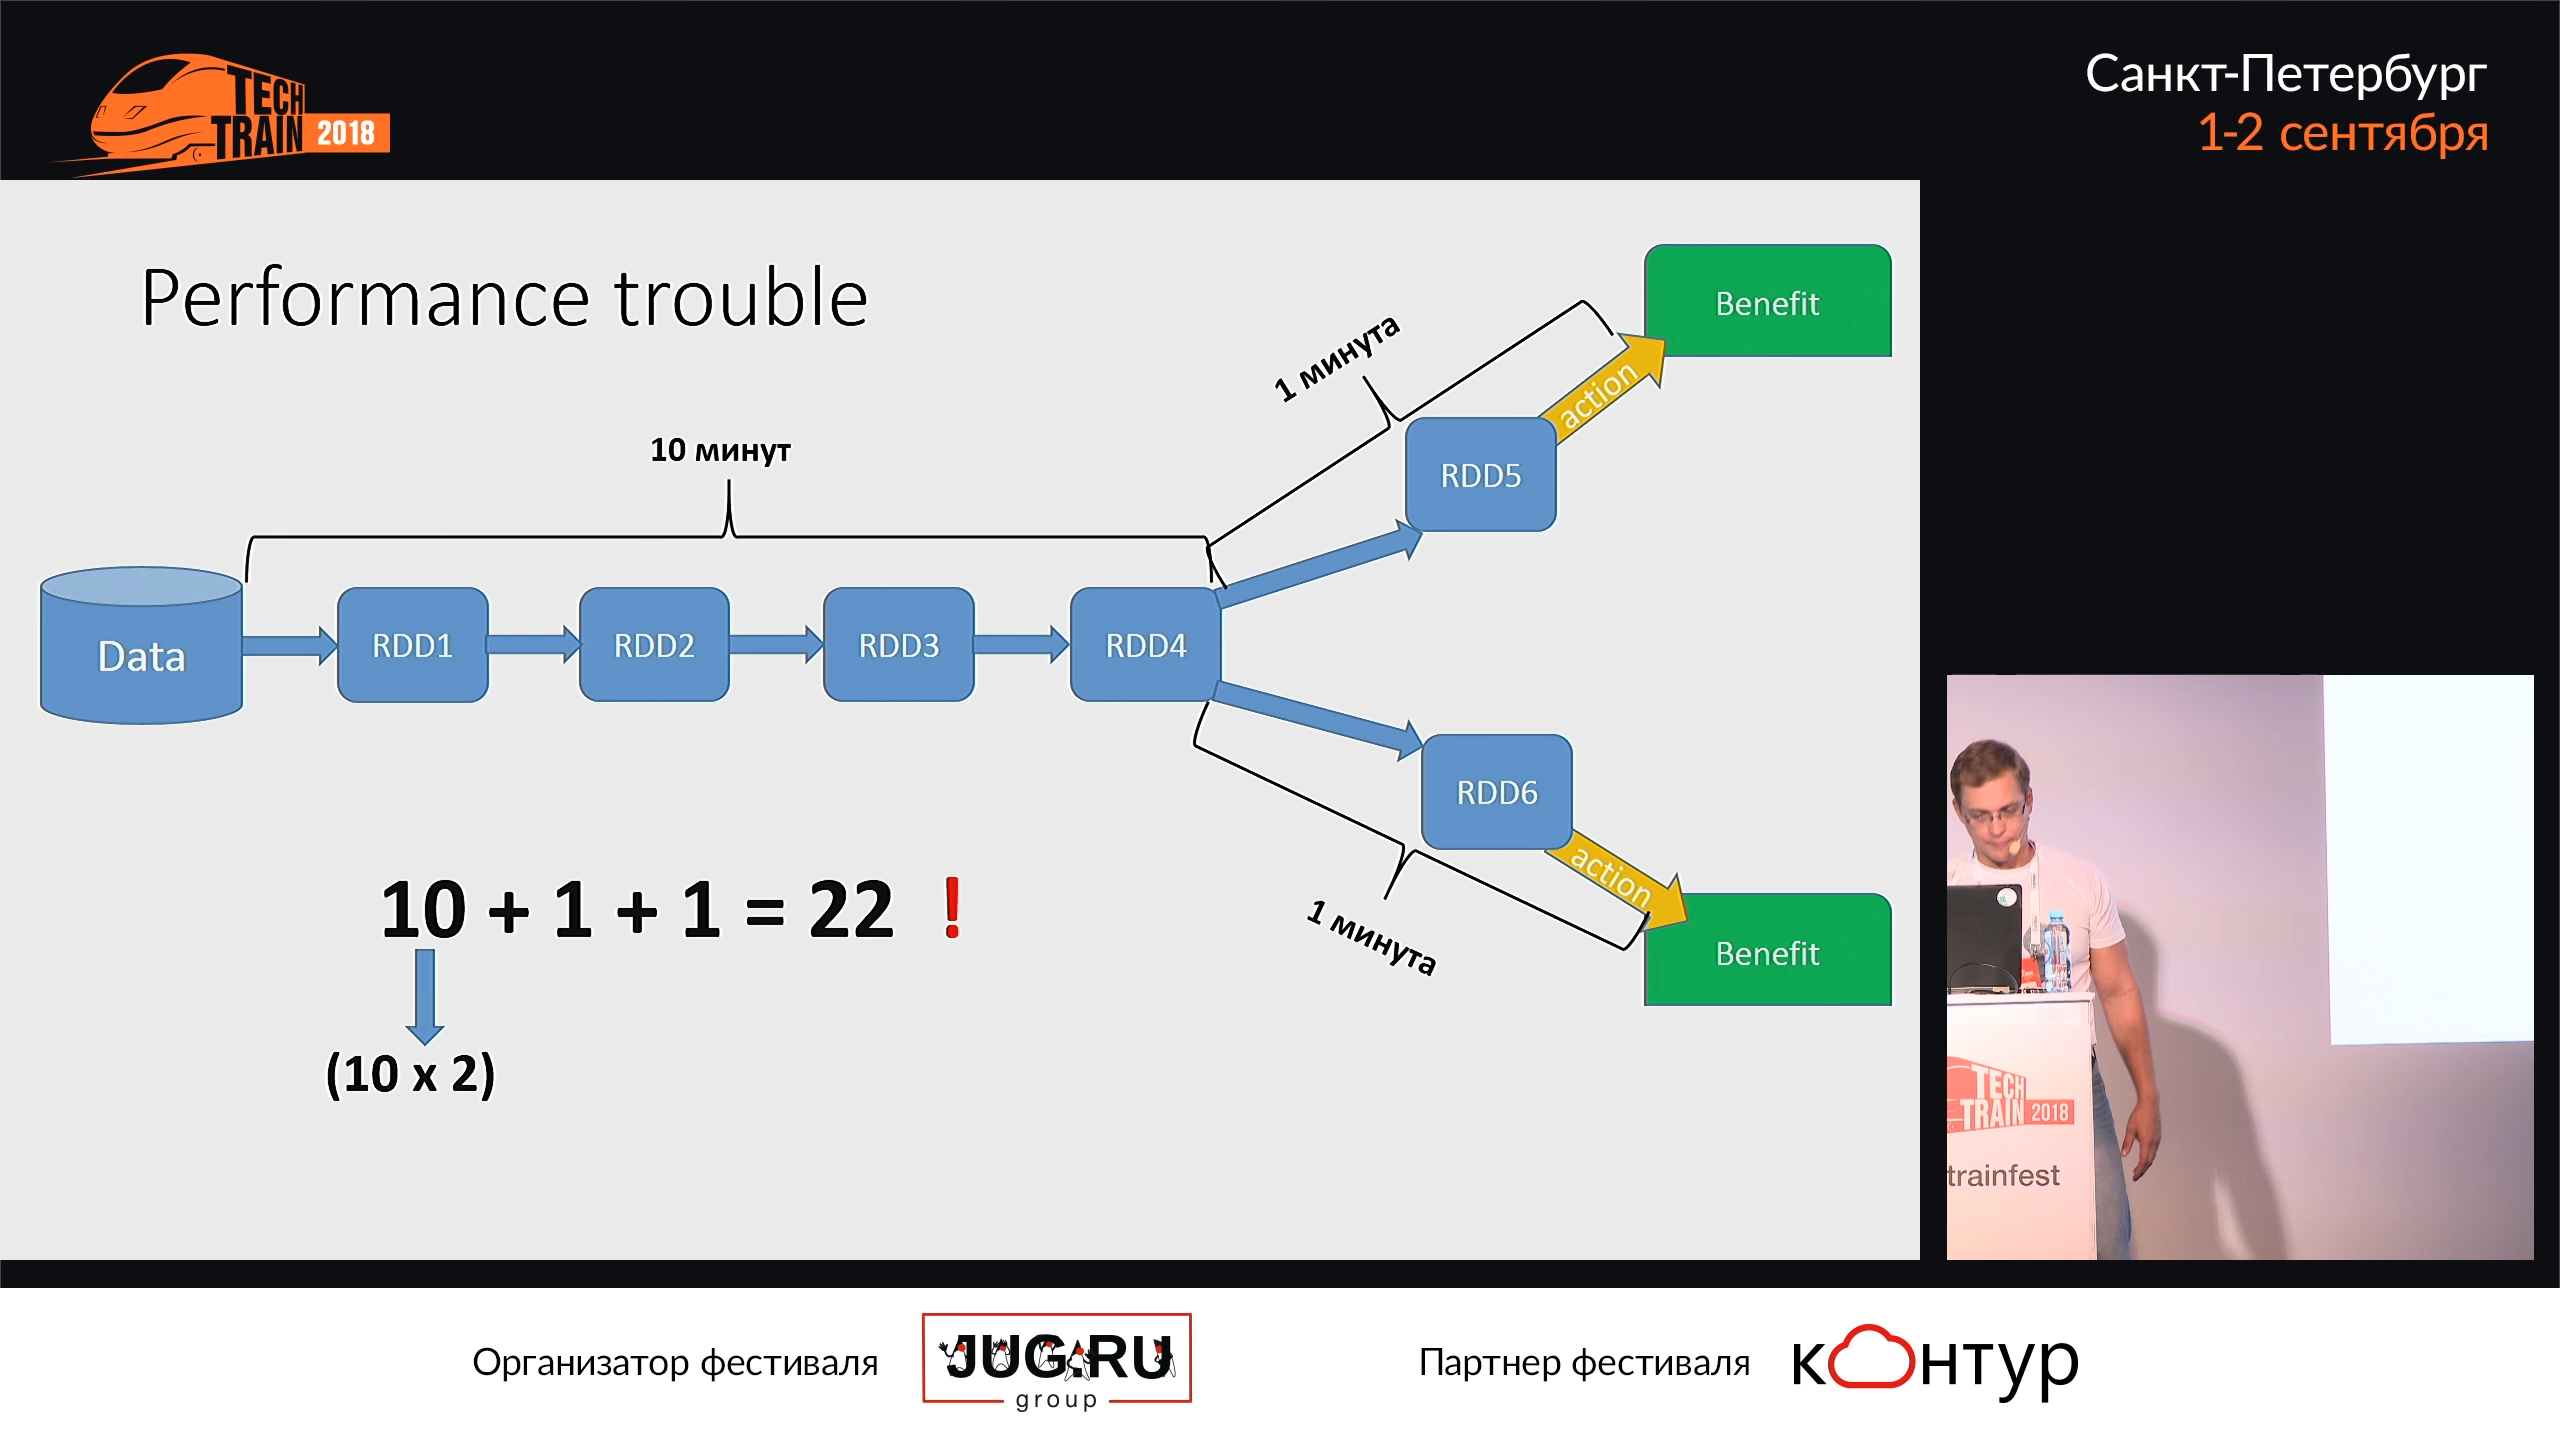 TECH
TRAIN 2018
Санкт-Петербург
1-2 сентября
Performance trouble
Benefit
1 минута
action
10 минут
RDD5
Data
RDD1
RDD2
RDD3
RDD4
RDD6
action
1 минута
Benefit
10 + 1 + 1 = 22 !
(10 x 2)
TECH
TRAIN 2018
trainfest
Организатор фестиваля
JUG.RU
group
Партнер фестиваля
контур